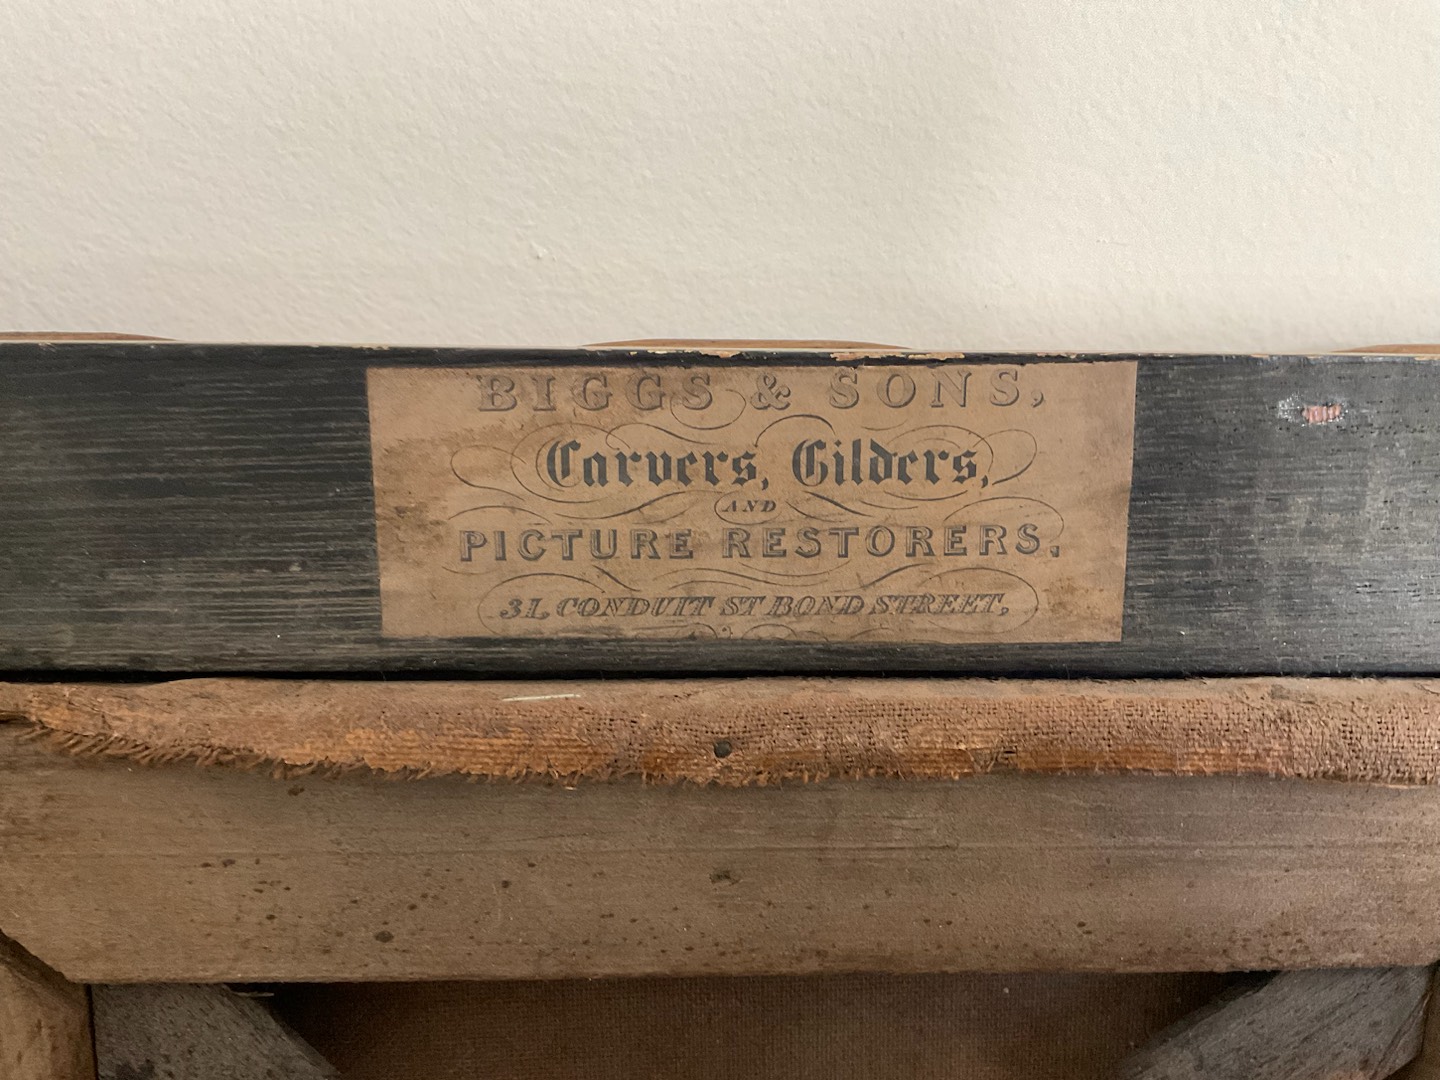 BIGGS & SONS,
Carvers, Gilders,
AND
PICTURE RESTORERS,
31, CONDUIT ST BOND STREET,